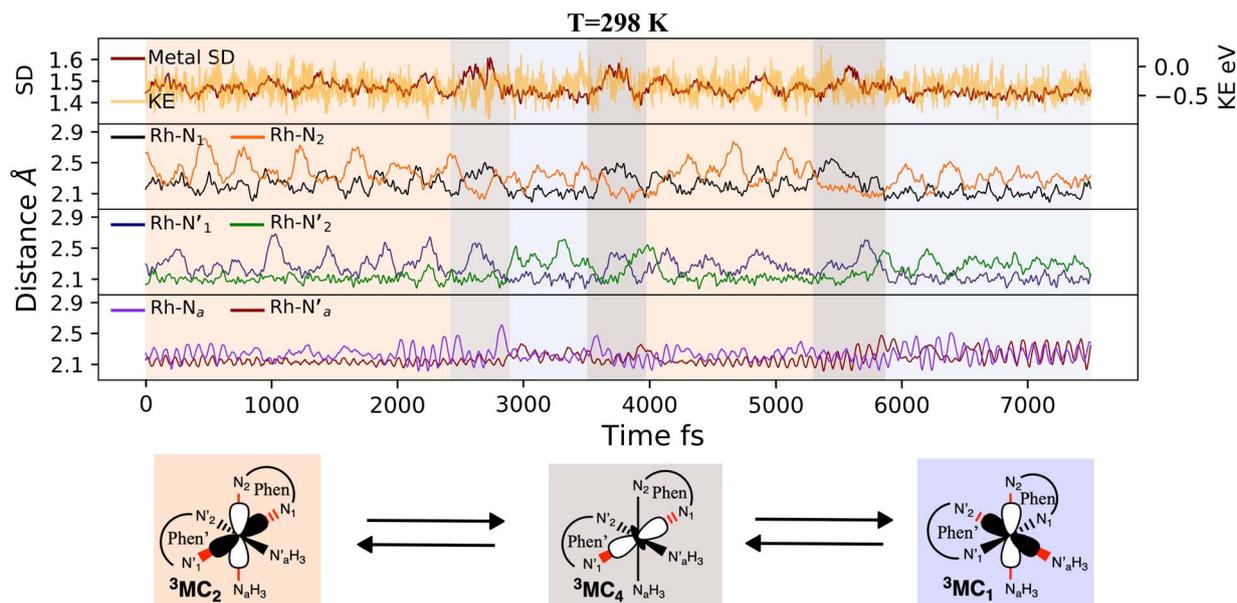 T=298 K
SD
1.6
1.5
1.4
Metal SD
KE
0.0
−0.5
KE eV
Distance Å
2.9
2.5
2.1
Rh-N₁
Rh-N₂
2.9
2.5
2.1
Rh-N′₁
Rh-N′₂
2.9
2.5
2.1
Rh-Nₐ
Rh-N′ₐ
0 1000 2000 3000 4000 5000 6000 7000
Time fs
N₂
Phen
N₁
N'₂
Phen'
N'₁
N'ₐH₃
NₐH₃
³MC₂
N₂
Phen
N₁
N'₂
Phen'
N'₁
N'ₐH₃
NₐH₃
³MC₄
N₂
Phen
N₁
N'₂
Phen'
N'₁
N'ₐH₃
NₐH₃
³MC₁